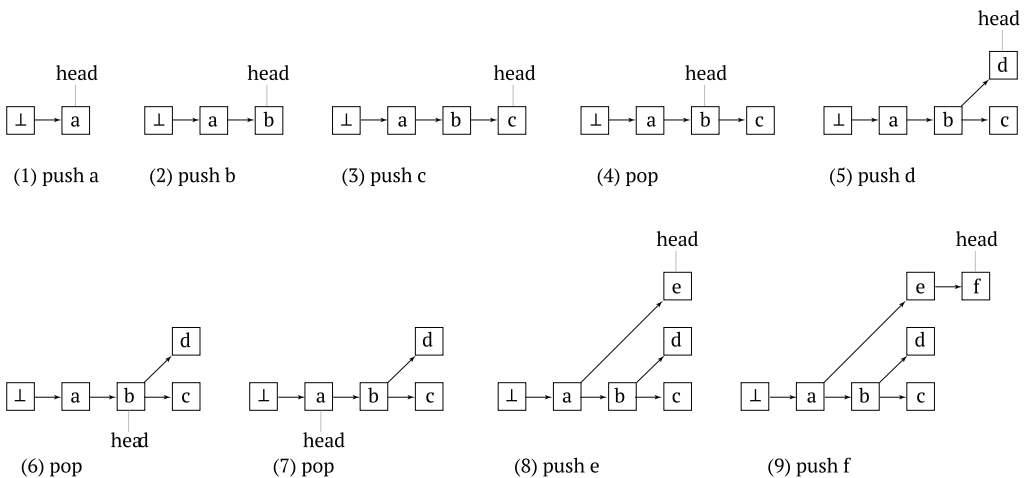 head
head
head
head
head
d
⊥ a
⊥ a b
⊥ a b c
⊥ a b c
⊥ a b c
(1) push a
(2) push b
(3) push c
(4) pop
(5) push d
head
head
e
e f
d
d
d
d
⊥ a b c
⊥ a b c
⊥ a b c
⊥ a b c
head
head
(6) pop
(7) pop
(8) push e
(9) push f